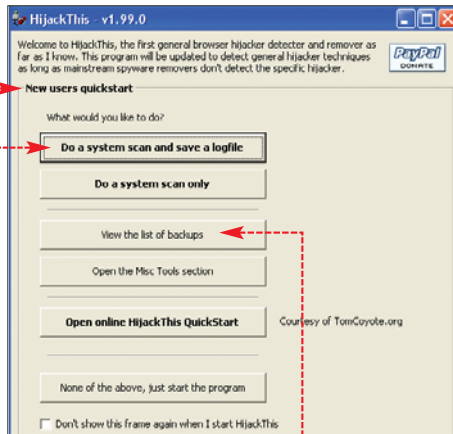 HijackThis - v1.99.0
Welcome to HijackThis, the first general browser hijacker detecter and remover as
far as I know. This program will be updated to detect general hijacker techniques
as long as mainstream spyware removers don't detect the specific hijacker.
PayPal
DONATE
New users quickstart
What would you like to do?
Do a system scan and save a logfile
Do a system scan only
View the list of backups
Open the Misc Tools section
Open online HijackThis QuickStart
Courtesy of TomCoyote.org
None of the above, just start the program
Don't show this frame again when I start HijackThis